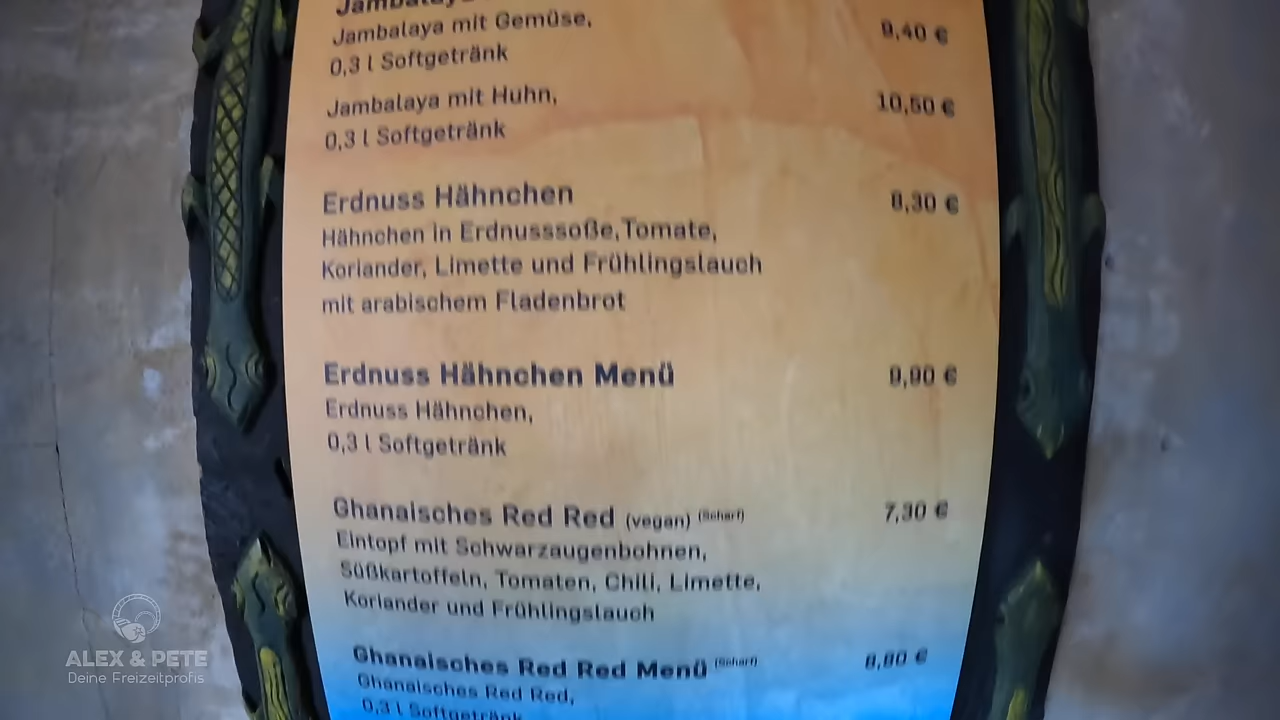 Jambalaya
Jambalaya mit Gemüse, 9,40 €
0,3 l Softgetränk
Jambalaya mit Huhn, 10,50 €
0,3 l Softgetränk
Erdnuss Hähnchen 8,30 €
Hähnchen in Erdnusssoße, Tomate,
Koriander, Limette und Frühlingslauch
mit arabischem Fladenbrot
Erdnuss Hähnchen Menü 9,90 €
Erdnuss Hähnchen,
0,3 l Softgetränk
Ghanaisches Red Red (vegan) (Scharf) 7,30 €
Eintopf mit Schwarzaugenbohnen,
Süßkartoffeln, Tomaten, Chili, Limette,
Koriander und Frühlingslauch
Ghanaisches Red Red Menü (Scharf) 8,90 €
Ghanaisches Red Red,
0,3 l Softgetränk
ALEX & PETE
Deine Freizeitprofis